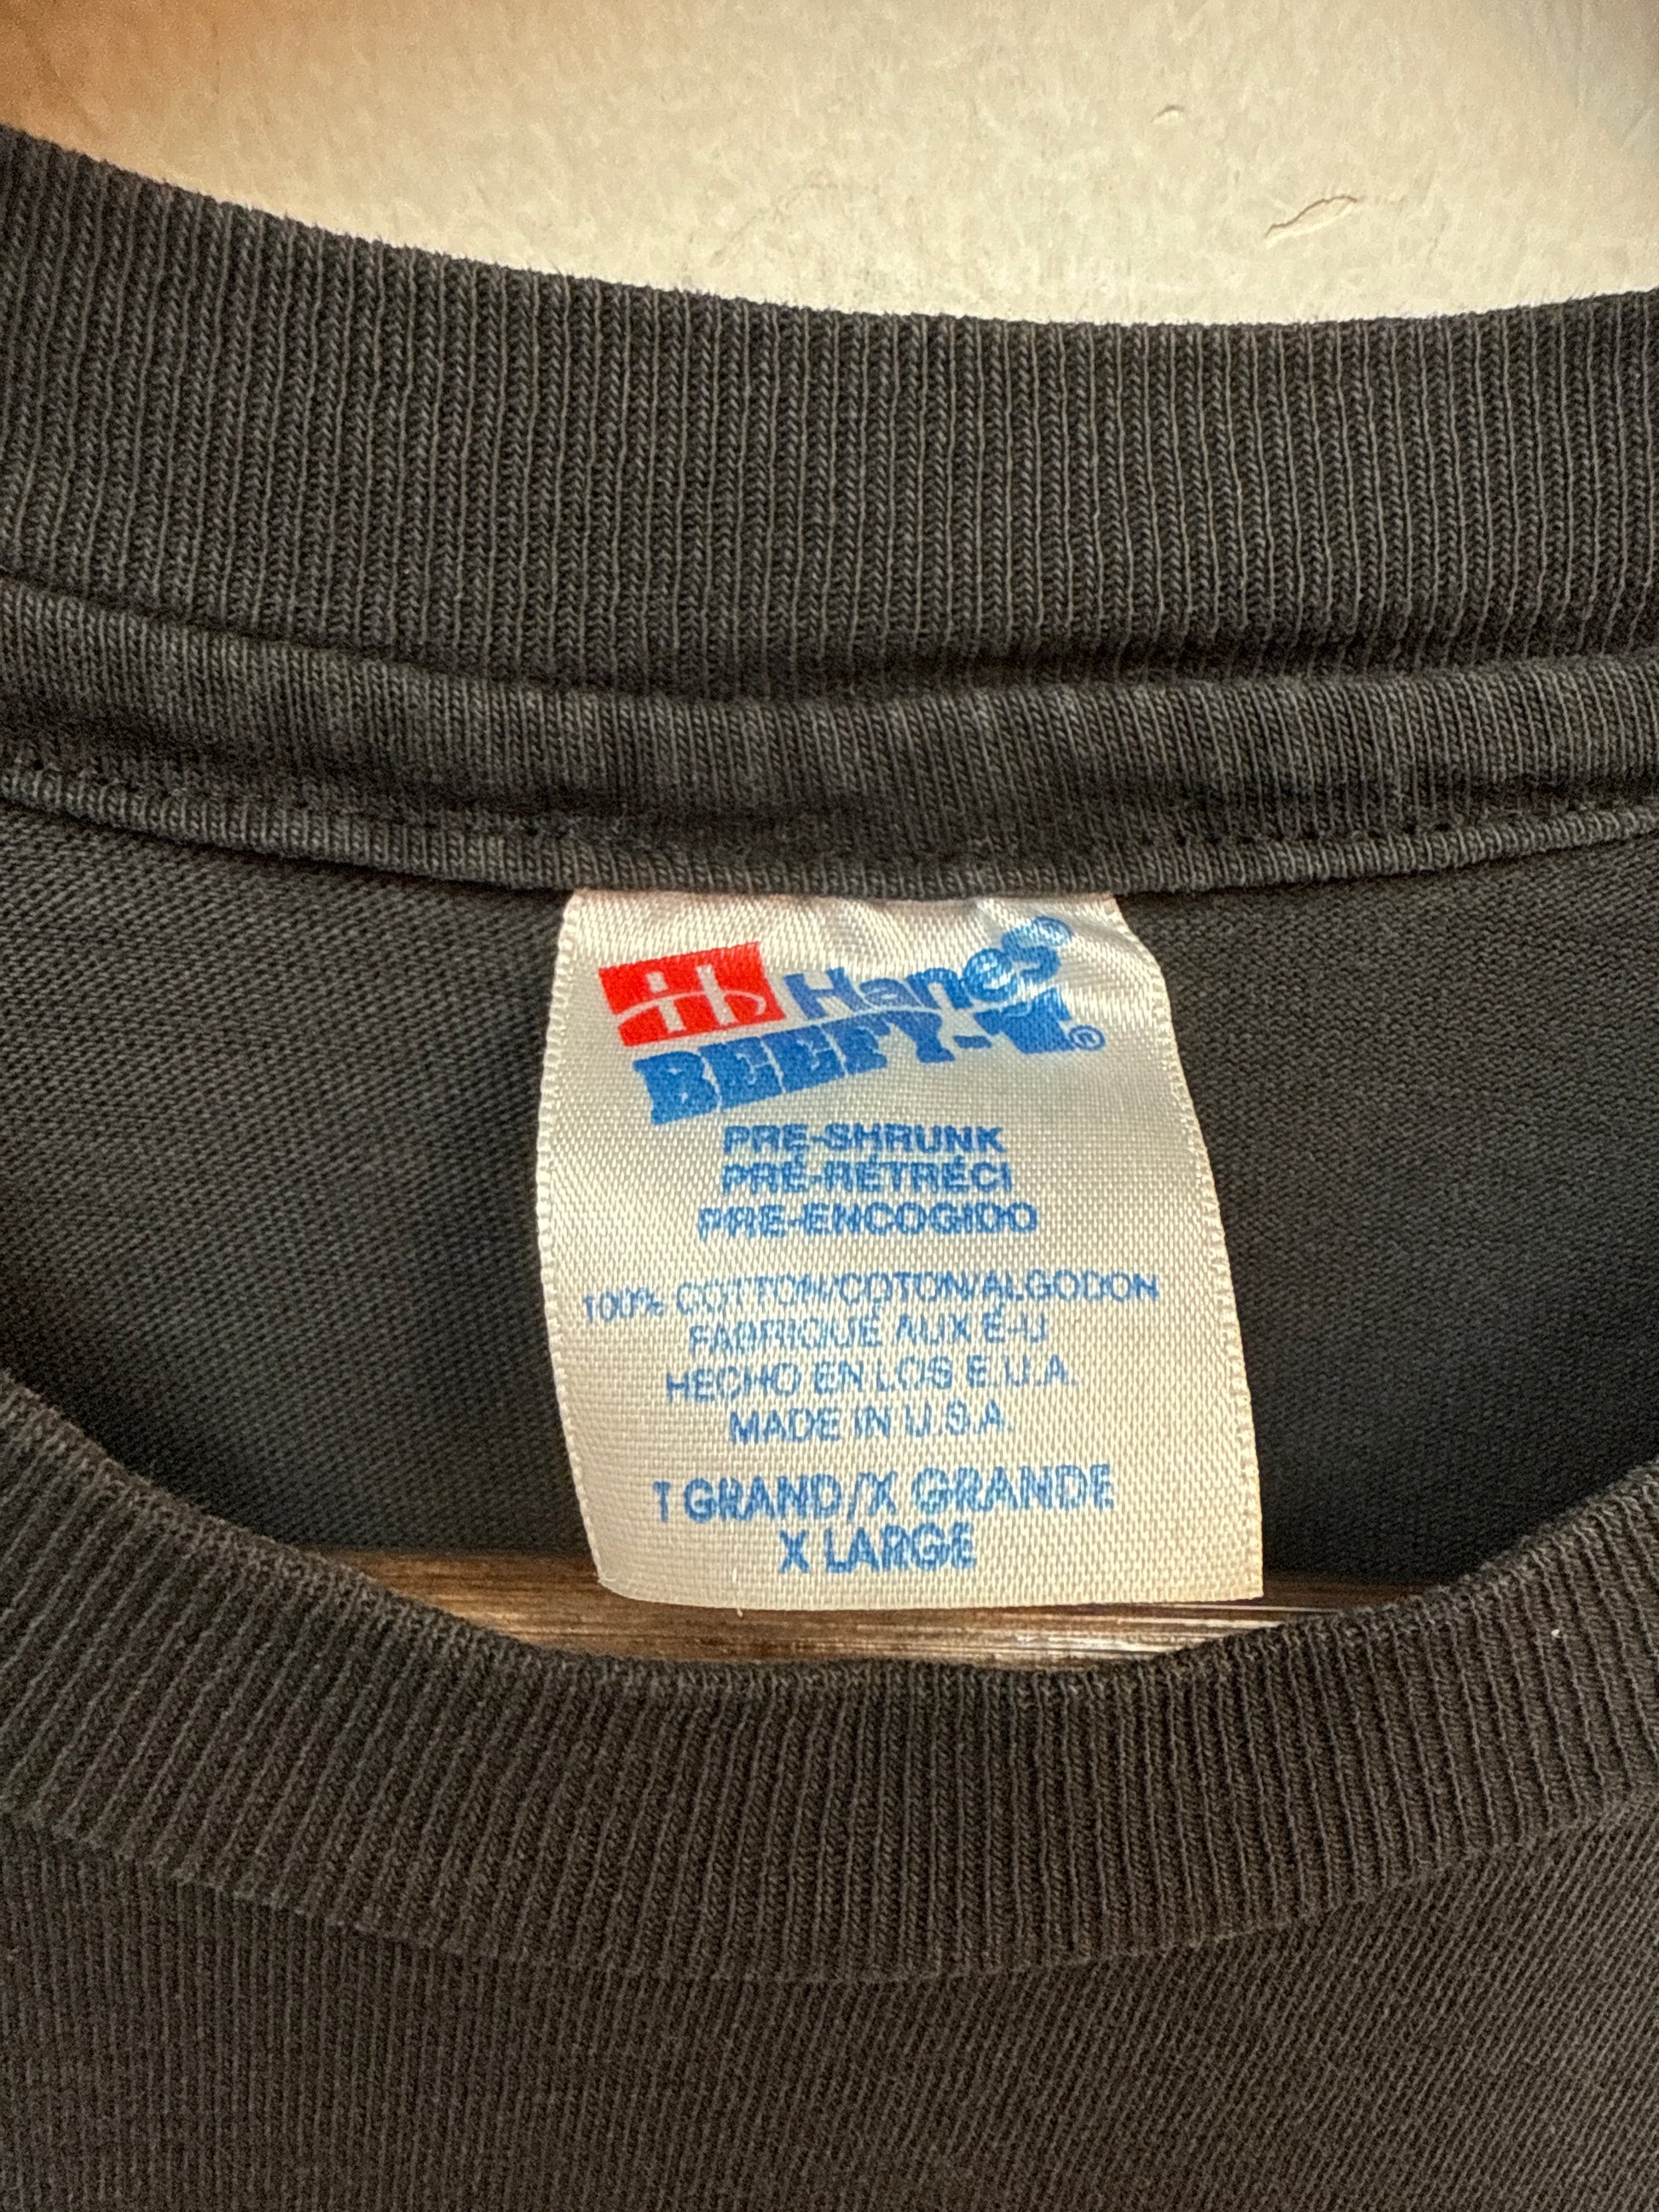 Hanes®
BEEFY-T®
PRE-SHRUNK
PRÉ-RÉTRÉCI
PRE-ENCOGIDO
100% COTTON/COTON/ALGODON
FABRIQUÉ AUX É-U
HECHO EN LOS E.U.A.
MADE IN U.S.A.
T GRAND/X GRANDE
X LARGE